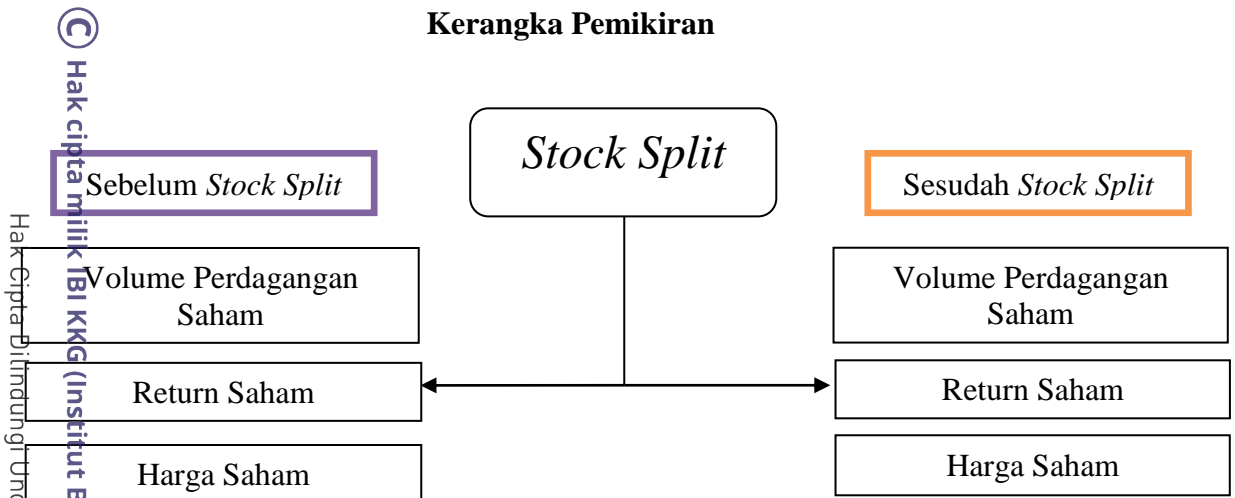 Kerangka Pemikiran
Stock Split
Sebelum Stock Split
Sesudah Stock Split
Volume Perdagangan
Saham
Volume Perdagangan
Saham
Return Saham
Return Saham
Harga Saham
Harga Saham
© Hak cipta milik IBI KKG (Institut
Hak Cipta Dilindungi